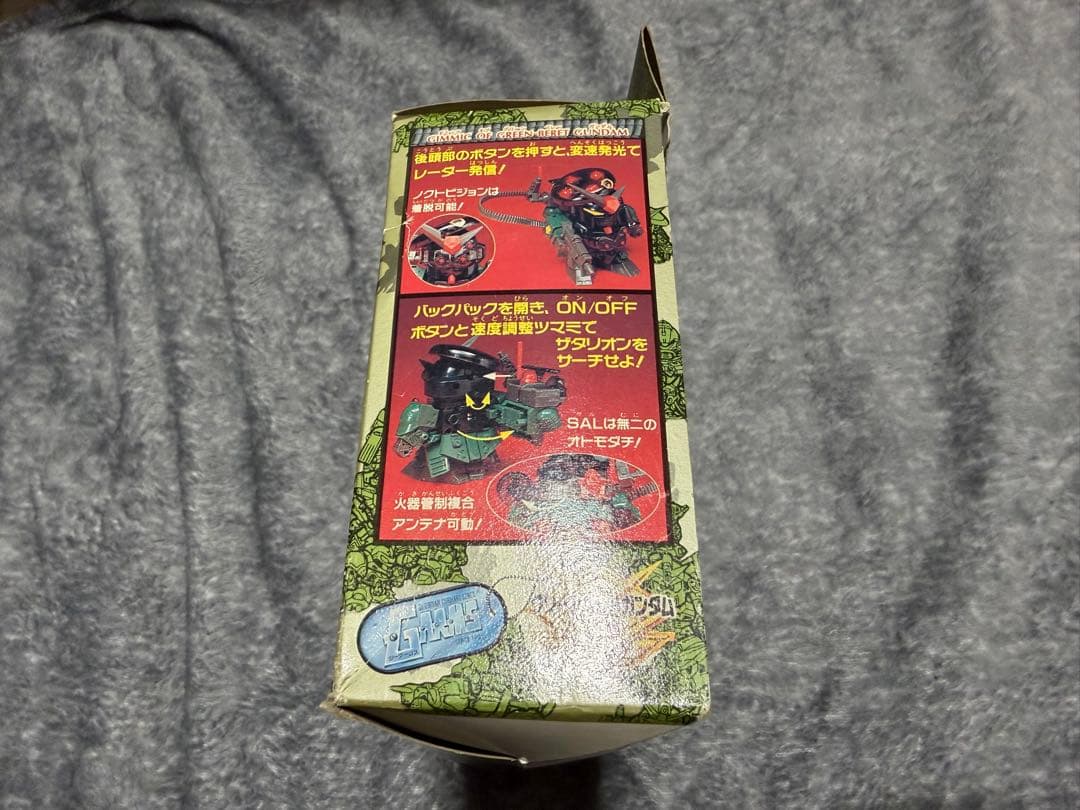 GIMMIC OF GREEN-BERET GUNDAM
後頭部のボタンを押すと、変速発光で
レーダー発信!
ノクトビジョンは
着脱可能!
バックパックを開き、ON/OFF
ボタンと速度調整ツマミで
ザタリオンを
サーチせよ!
SALは無二の
オトモダチ!
火器管制複合
アンテナ可動!
ガンダム